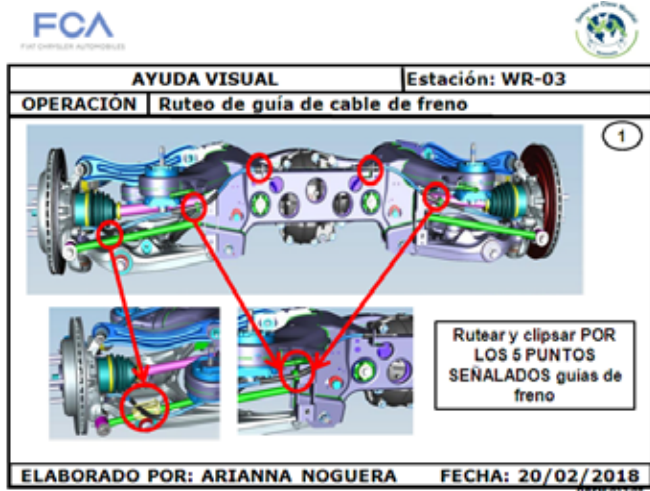 FCA
FIAT CHRYSLER AUTOMOBILES
AYUDA VISUAL
Estación: WR-03
OPERACIÓN
Ruteo de guía de cable de freno
1
Rutear y clipsar POR
LOS 5 PUNTOS
SEÑALADOS guias de
freno
ELABORADO POR: ARIANNA NOGUERA
FECHA: 20/02/2018